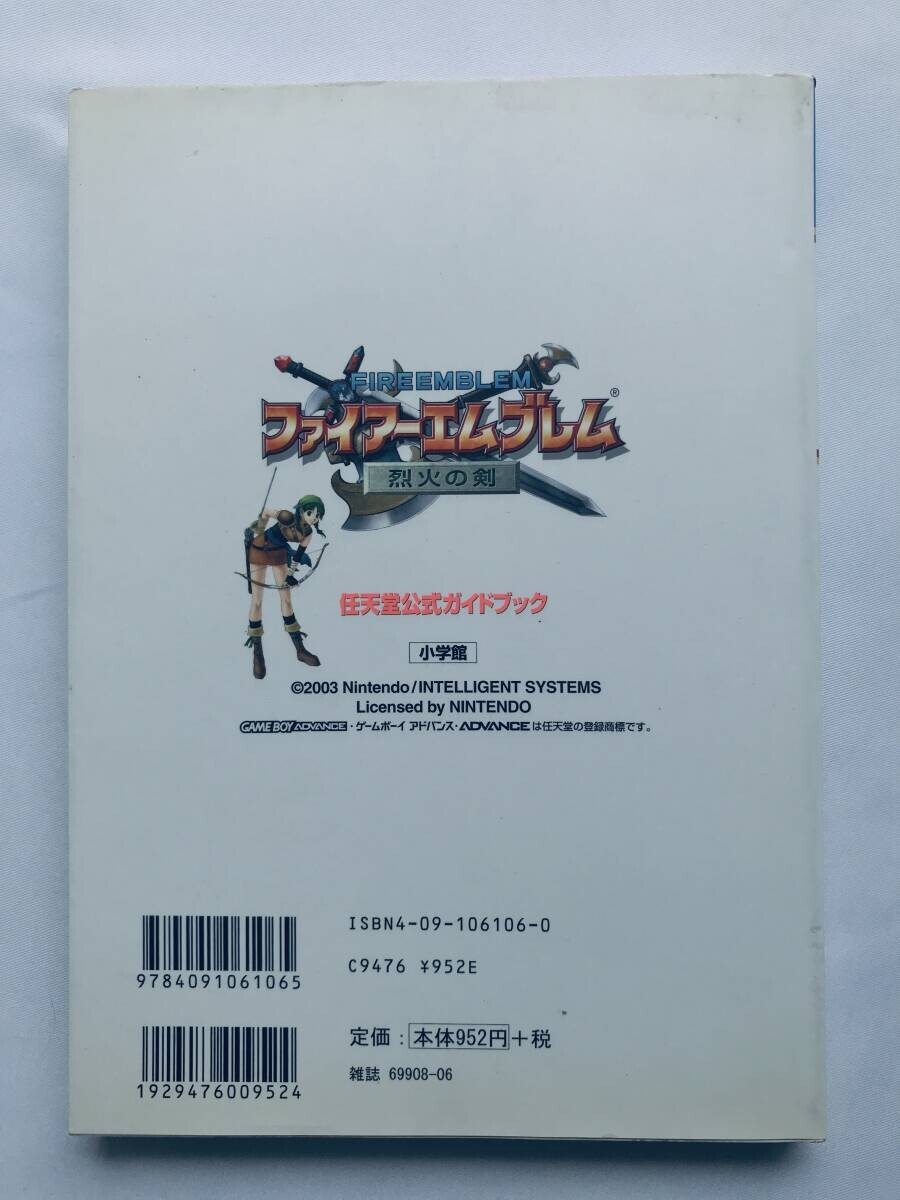 FIREEMBLEM
ファイアーエムブレム®
烈火の剣
任天堂公式ガイドブック
小学館
©2003 Nintendo/INTELLIGENT SYSTEMS
Licensed by NINTENDO
GAME BOY ADVANCE・ゲームボーイ アドバンス・ADVANCEは任天堂の登録商標です。
ISBN4-09-106106-0
C9476 ¥952E
9784091061065
定価：本体952円+税
雑誌 69908-06
1929476009524